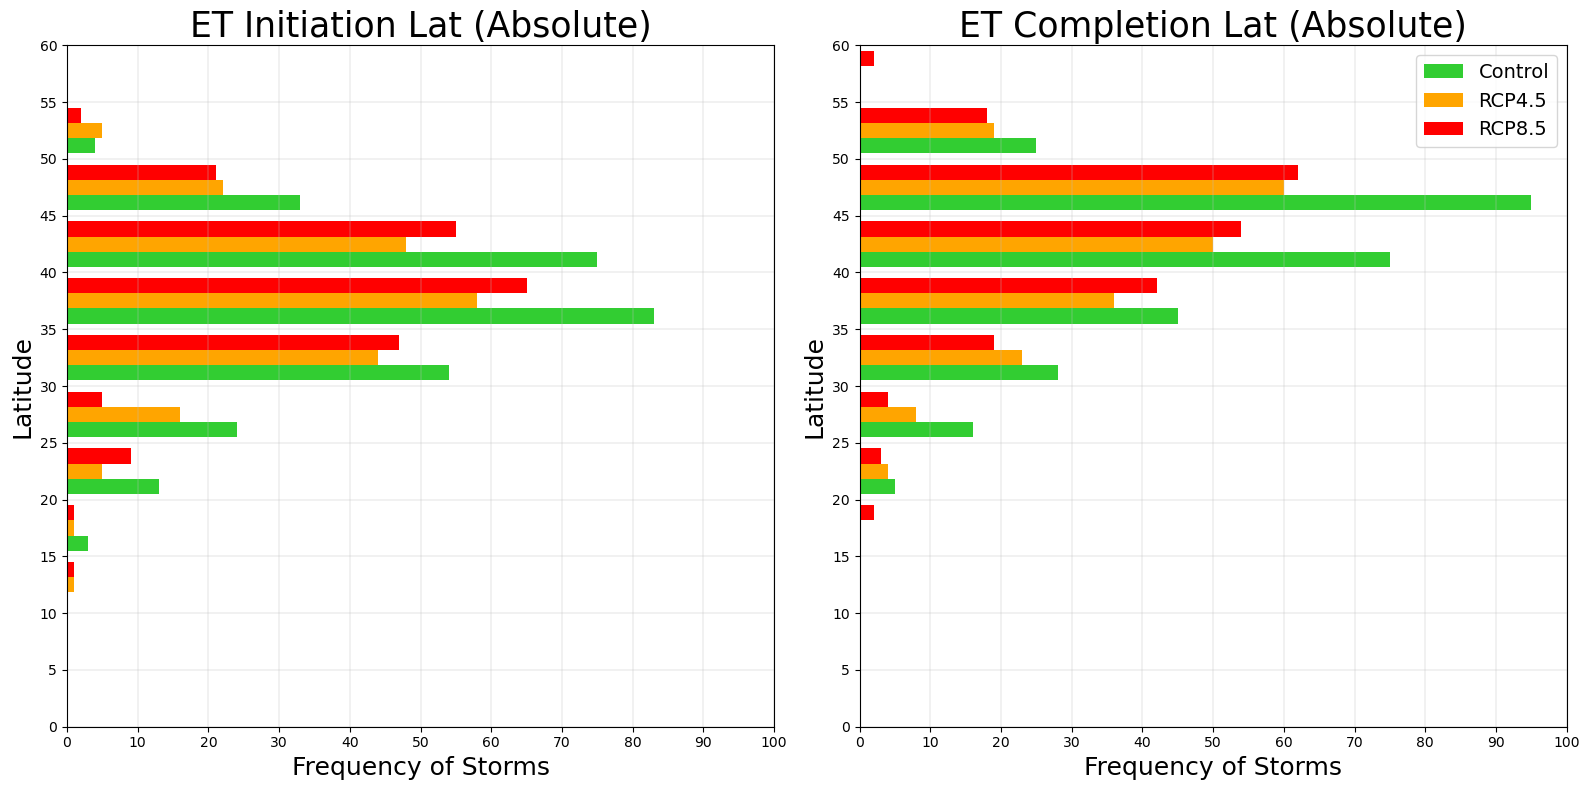 ET Initiation Lat (Absolute)
60
55
50
45
40
35
30
25
20
15
10
5
0
Latitude
0 10 20 30 40 50 60 70 80 90 100
Frequency of Storms
ET Completion Lat (Absolute)
Control
RCP4.5
RCP8.5
60
55
50
45
40
35
30
25
20
15
10
5
0
Latitude
0 10 20 30 40 50 60 70 80 90 100
Frequency of Storms